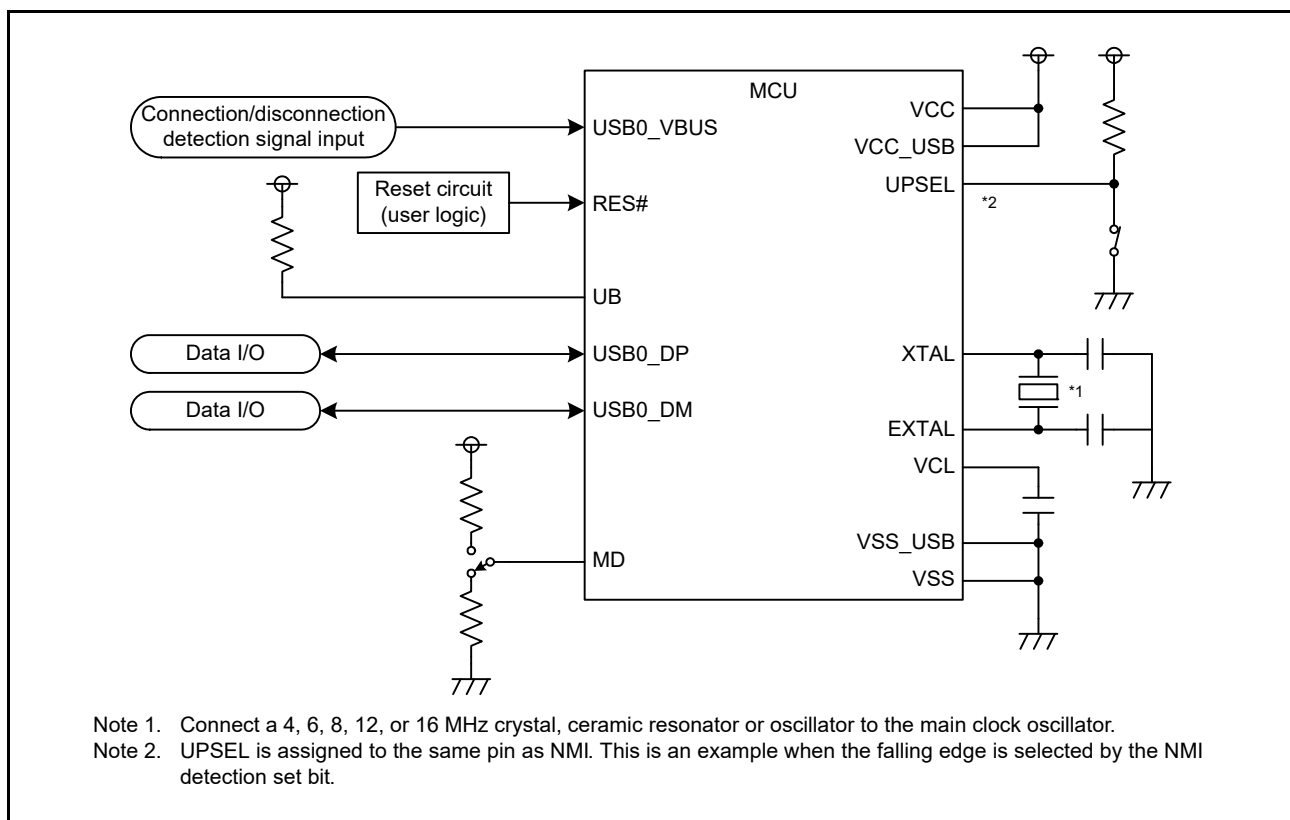 MCU
Connection/disconnection
detection signal input
USB0_VBUS
Reset circuit
(user logic)
RES#
UB
Data I/O
USB0_DP
Data I/O
USB0_DM
MD
VCC
VCC_USB
UPSEL
*2
XTAL
*1
EXTAL
VCL
VSS_USB
VSS
Note 1. Connect a 4, 6, 8, 12, or 16 MHz crystal, ceramic resonator or oscillator to the main clock oscillator.
Note 2. UPSEL is assigned to the same pin as NMI. This is an example when the falling edge is selected by the NMI
detection set bit.